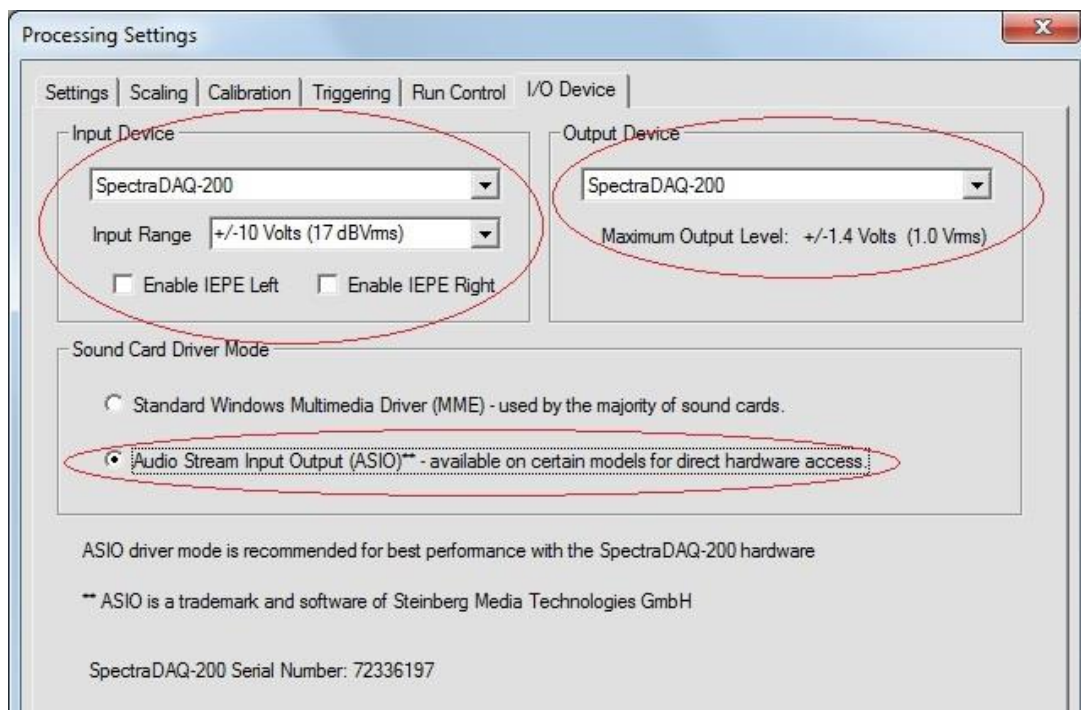 Processing Settings
Settings Scaling Calibration Triggering Run Control I/O Device
Input Device
SpectraDAQ-200
Input Range +/-10 Volts (17 dBVrms)
Enable IEPE Left Enable IEPE Right
Output Device
SpectraDAQ-200
Maximum Output Level: +/-1.4 Volts (1.0 Vrms)
Sound Card Driver Mode
Standard Windows Multimedia Driver (MME) - used by the majority of sound cards.
Audio Stream Input Output (ASIO)** - available on certain models for direct hardware access.
ASIO driver mode is recommended for best performance with the SpectraDAQ-200 hardware
** ASIO is a trademark and software of Steinberg Media Technologies GmbH
SpectraDAQ-200 Serial Number: 72336197